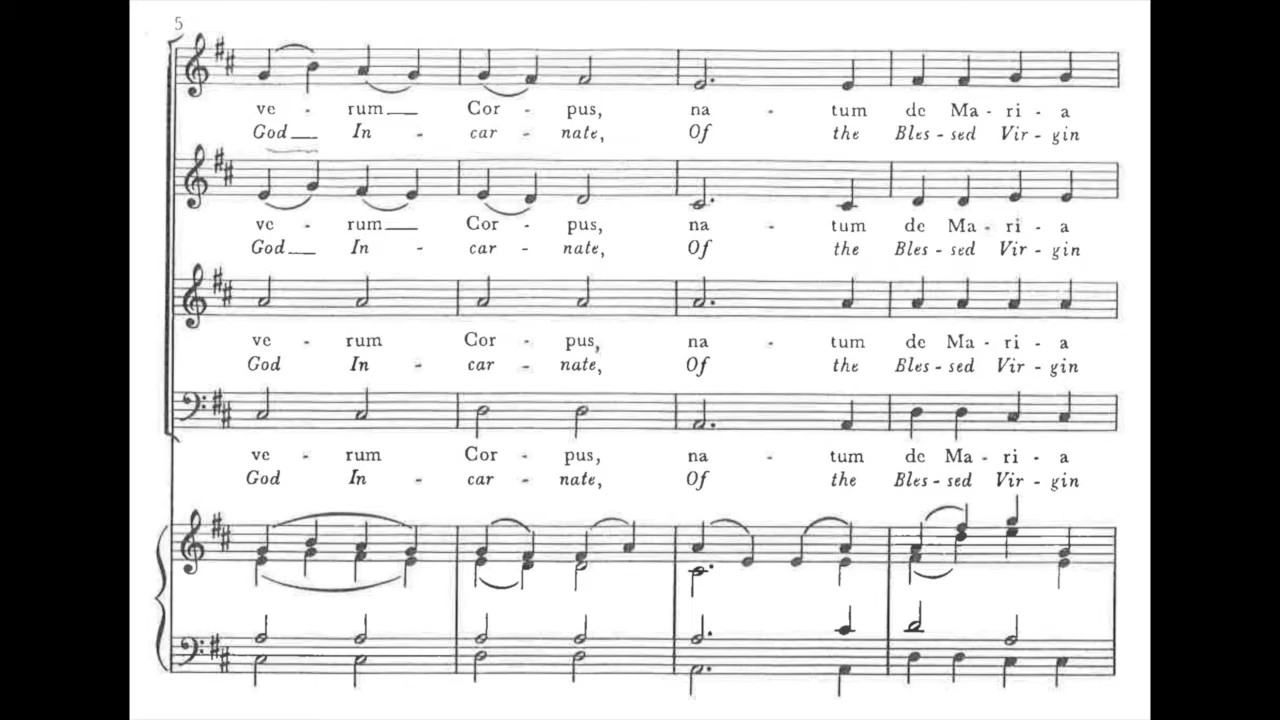 5
ve - rum Cor - pus, na - tum de Ma - ri - a
God In - car - nate, Of the Bles - sed Vir - gin
ve - rum Cor - pus, na - tum de Ma - ri - a
God In - car - nate, Of the Bles - sed Vir - gin
ve - rum Cor - pus, na - tum de Ma - ri - a
God In - car - nate, Of the Bles - sed Vir - gin
ve - rum Cor - pus, na - tum de Ma - ri - a
God In - car - nate, Of the Bles - sed Vir - gin